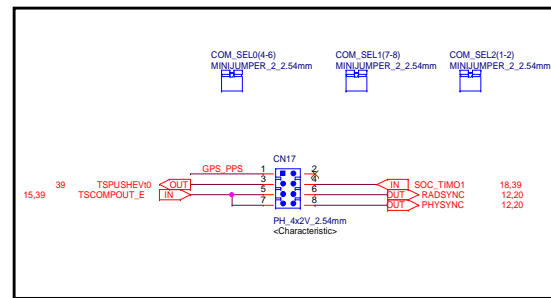 COM_SEL0(4-6) COM_SEL1(7-8) COM_SEL2(1-2)
MINIJUMPER_2_2.54mm MINIJUMPER_2_2.54mm MINIJUMPER_2_2.54mm
CN17
GPS_PPS 1 2
39 TSPUSHEVt0 OUT 3 4 IN SOC_TIMO1 18,39
15,39 TSCOMPOUT_E IN 5 6 OUT RADSYNC 12,20
7 8 OUT PHYSYNC 12,20
PH_4x2V_2.54mm
<Characteristic>